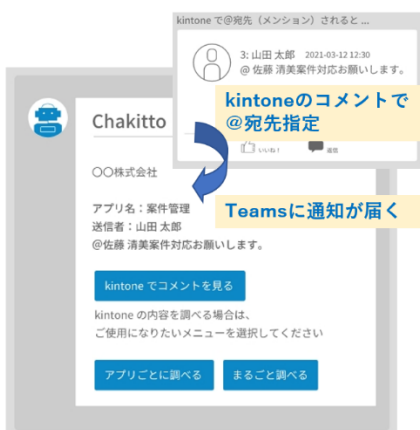 kintone で@宛先（メンション）されると ...
3: 山田 太郎 2021-03-12 12:30
@ 佐藤 清美案件対応お願いします。
kintoneのコメントで
@宛先指定
いいね！ 返信
Chakitto
〇〇株式会社
Teamsに通知が届く
アプリ名：案件管理
送信者：山田 太郎
@佐藤 清美案件対応お願いします。
kintone でコメントを見る
kintone の内容を調べる場合は、
ご使用になりたいメニューを選択してください
アプリごとに調べる まるごと調べる